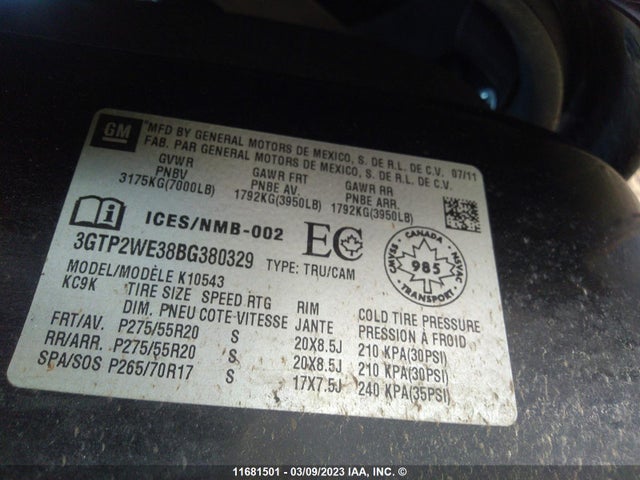 GM
"MFD BY GENERAL MOTORS DE MEXICO, S. DE R.L. DE C.V. 07/11
FAB. PAR GENERAL MOTORS DE MEXICO, S. DE R.L. DE C.V.
GVWR GAWR FRT GAWR RR
PNBV PNBE AV. PNBE ARR.
3175KG(7000LB) 1792KG(3950LB) 1792KG(3950LB)
ICES/NMB-002 EC
3GTP2WE38BG380329 TYPE: TRU/CAM
CANADA
985
TRANSPORT
CMVSS
NSVAC
MODEL/MODÈLE K10543
KC9K TIRE SIZE SPEED RTG RIM COLD TIRE PRESSURE
DIM. PNEU COTE VITESSE JANTE PRESSION À FROID
FRT/AV. P275/55R20 S 20X8.5J 210 KPA(30PSI)
RR/ARR. P275/55R20 S 20X8.5J 210 KPA(30PSI)
SPA/SOS P265/70R17 S 17X7.5J 240 KPA(35PSI)
11681501 - 03/09/2023 IAA, INC. ©